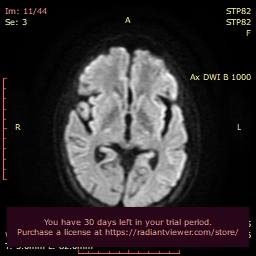 Im: 11/44
Se: 3
STP82
STP82
F
A
Ax DWI B 1000
R
L
You have 30 days left in your trial period.
Purchase a license at https://radiantviewer.com/store/